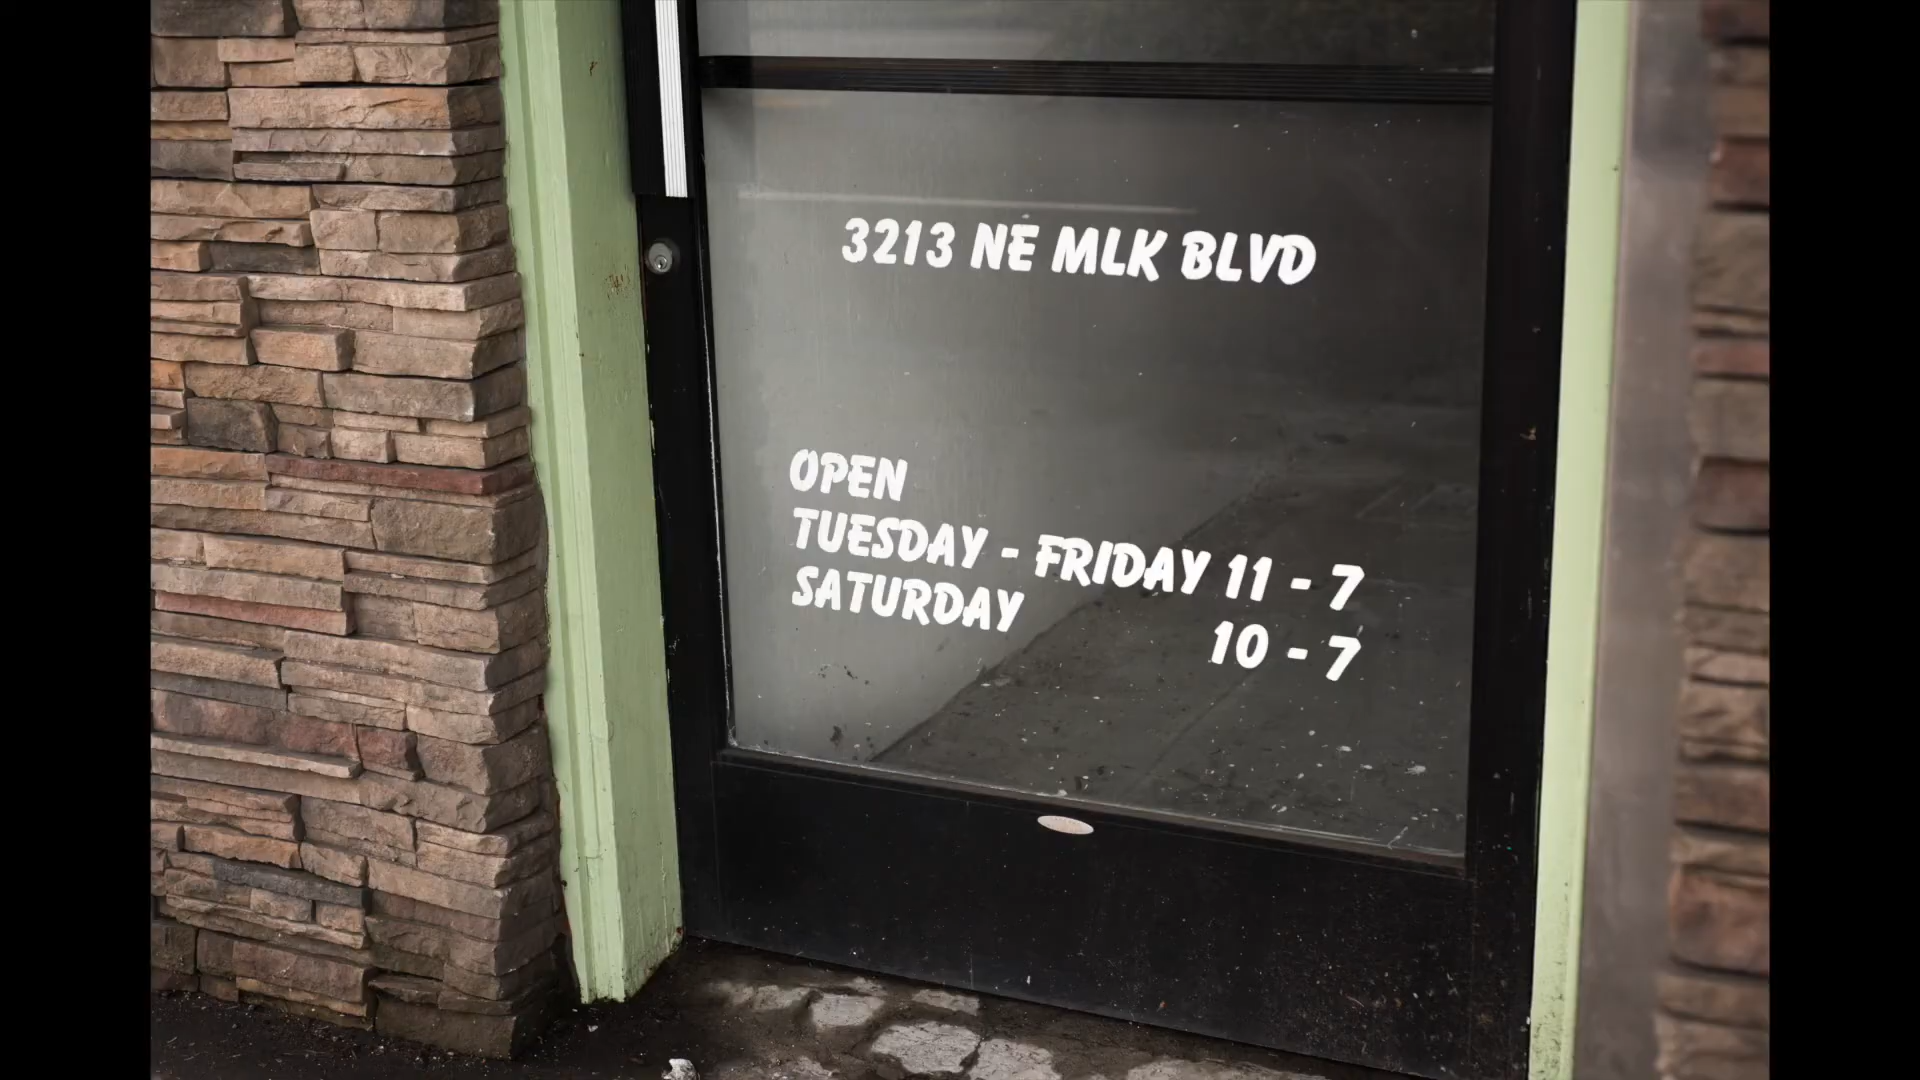 3213 NE MLK BLVD
OPEN
TUESDAY - FRIDAY 11 - 7
SATURDAY 10 - 7